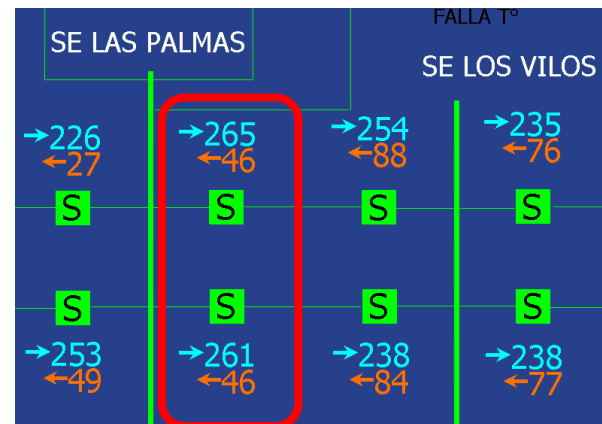 FALLA T°
SE LAS PALMAS
SE LOS VILOS
→226 →265 →254 →235
←27 ←46 ←88 ←76
S S S S
S S S S
→253 →261 →238 →238
←49 ←46 ←84 ←77